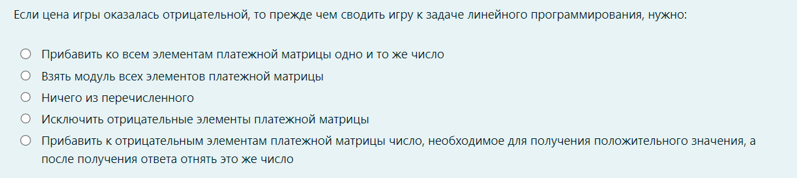 Если цена игры оказалась отрицательной, то прежде чем сводить игру к задаче линейного программирования, нужно:
Прибавить ко всем элементам платежной матрицы одно и то же число
Взять модуль всех элементов платежной матрицы
Ничего из перечисленного
Исключить отрицательные элементы платежной матрицы
Прибавить к отрицательным элементам платежной матрицы число, необходимое для получения положительного значения, а
после получения ответа отнять это же число